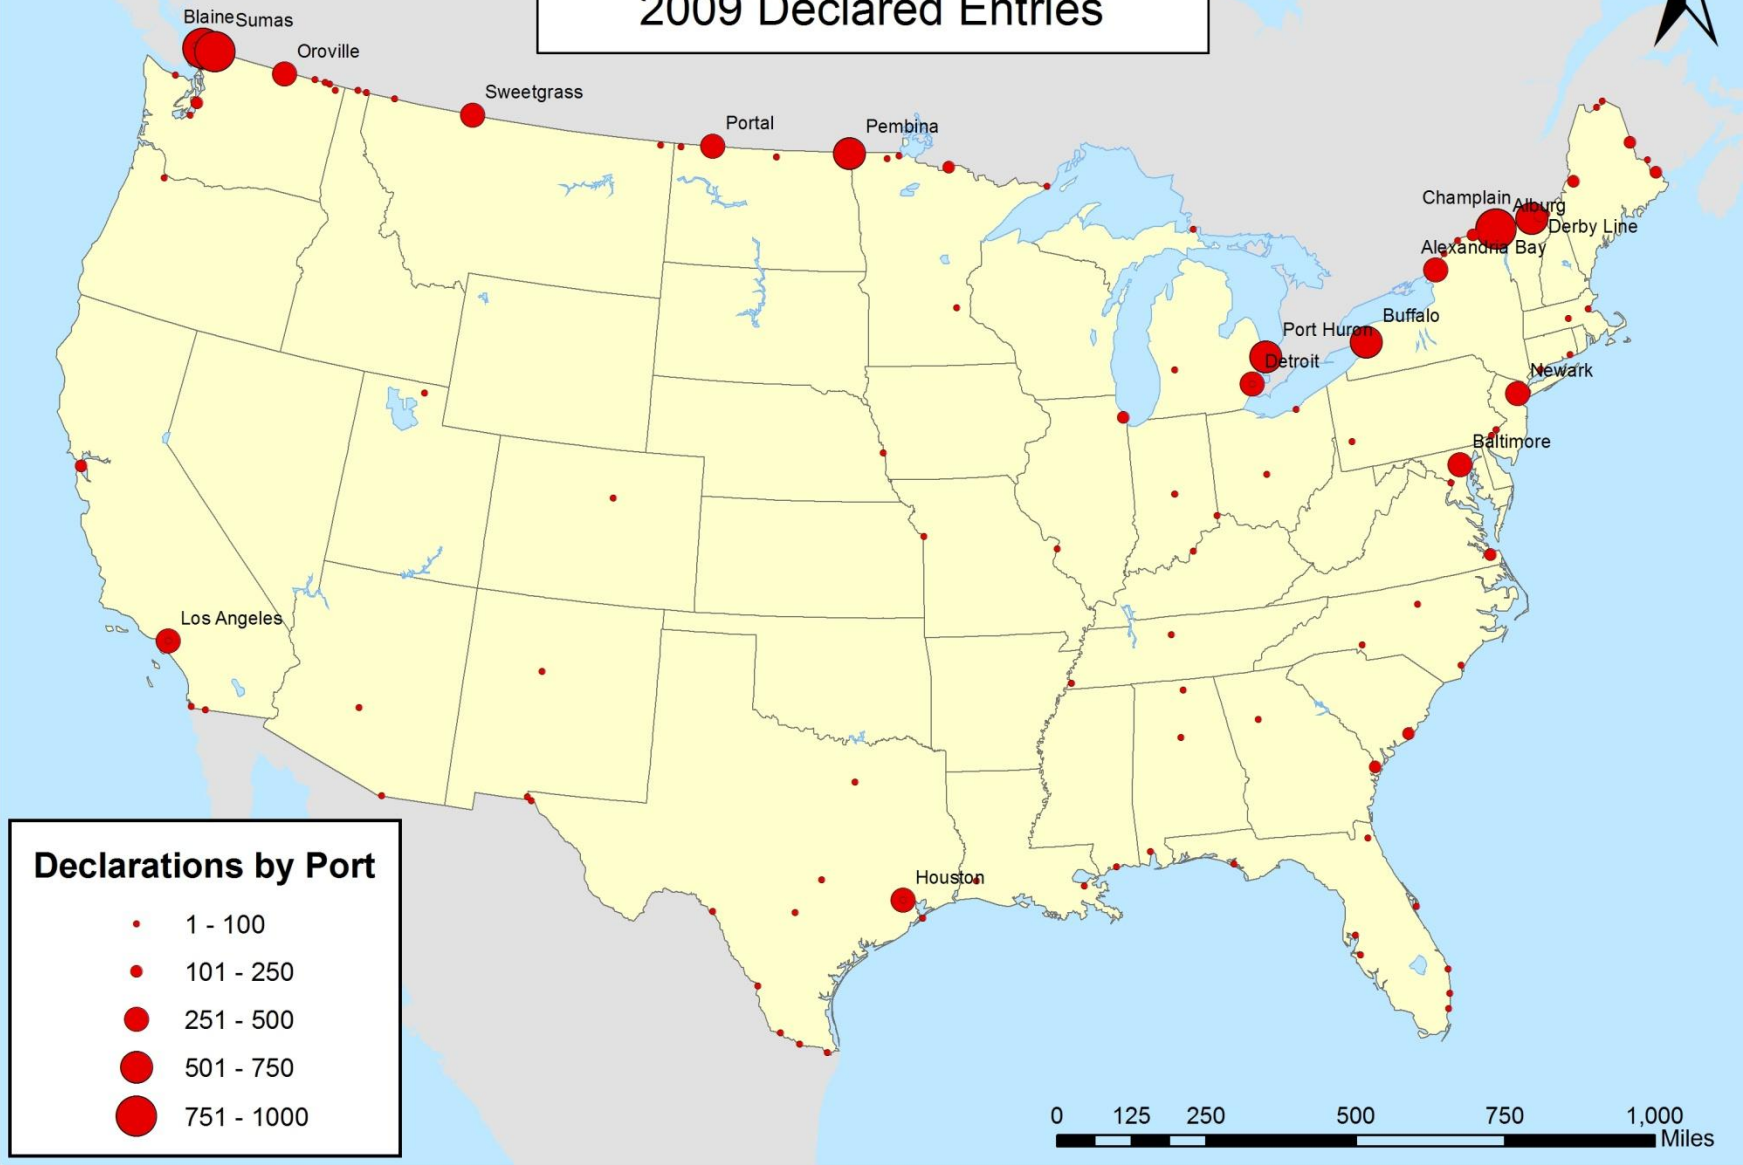 2009 Declared Entries
Blaine
Sumas
Oroville
Sweetgrass
Portal
Pembina
Champlain
Alburg
Derby Line
Alexandria Bay
Buffalo
Port Huron
Detroit
Newark
Baltimore
Los Angeles
Houston
Declarations by Port
1 - 100
101 - 250
251 - 500
501 - 750
751 - 1000
0 125 250 500 750 1,000
Miles